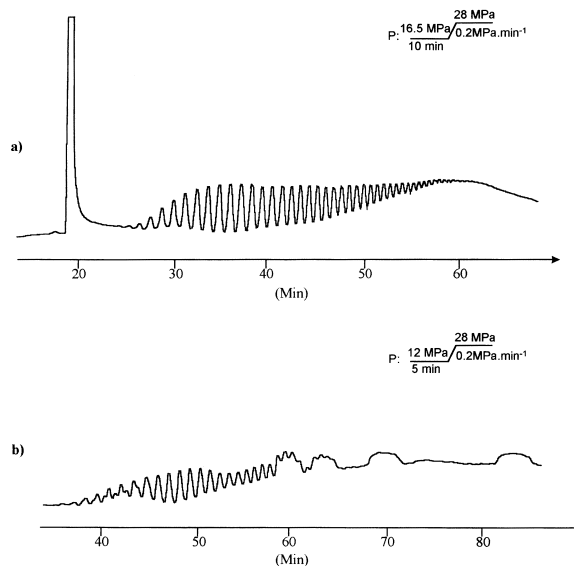 28 MPa
P: 16.5 MPa 0.2MPa.min-1
10 min
a)
20 30 40 50 60
(Min)
28 MPa
P: 12 MPa 0.2MPa.min-1
5 min
b)
40 50 60 70 80
(Min)